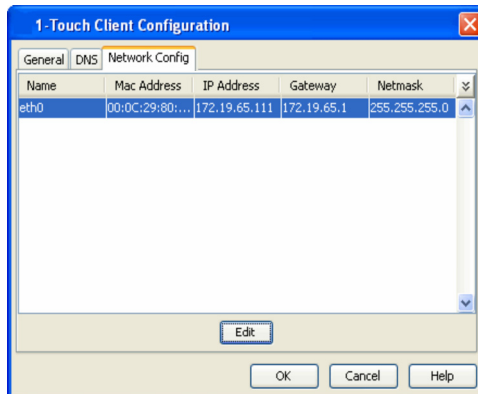 1-Touch Client Configuration
General DNS Network Config
Name Mac Address IP Address Gateway Netmask
eth0 00:0C:29:80:... 172.19.65.111 172.19.65.1 255.255.255.0
Edit
OK Cancel Help